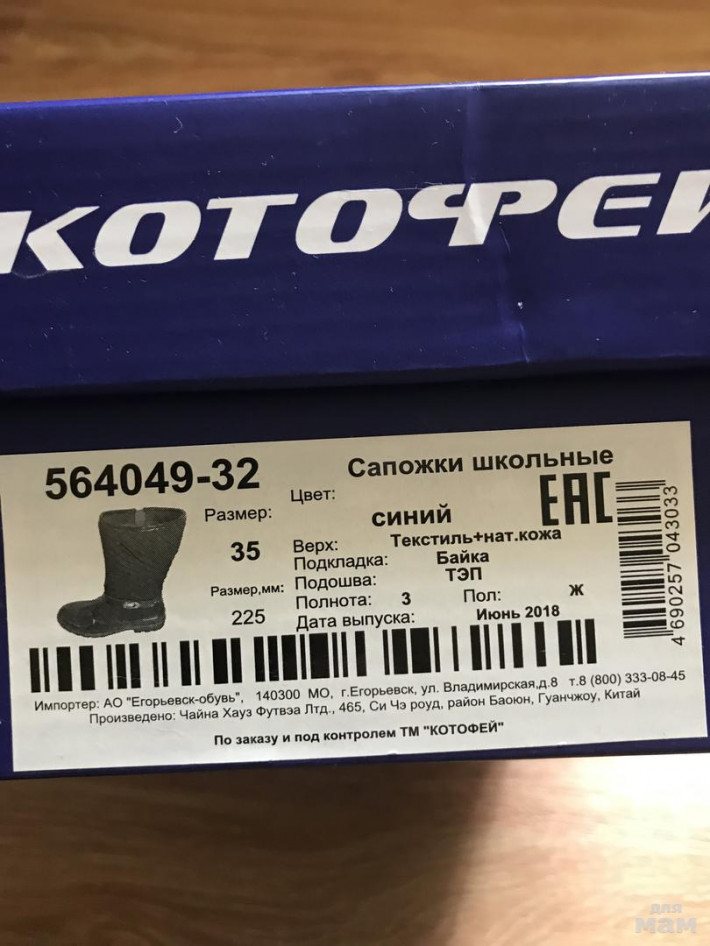 КОТОФЕЙ
564049-32 Сапожки школьные
Размер: Цвет: синий EAC
35 Верх: Текстиль+нат.кожа
Подкладка: Байка
Размер,мм: Подошва: ТЭП
225 Полнота: 3 Пол: Ж
Дата выпуска: Июнь 2018
4690257043033
Импортер: АО "Егорьевск-обувь", 140300 МО, г.Егорьевск, ул. Владимирская,д.8 т.8 (800) 333-08-45
Произведено: Чайна Хауз Футвэа Лтд., 465, Си Чэ роуд, район Баоюн, Гуанчжоу, Китай
По заказу и под контролем ТМ "КОТОФЕЙ"
для
мам